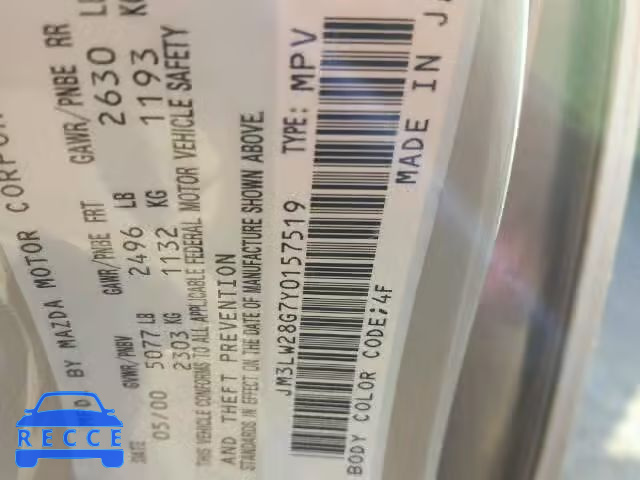 MFD BY MAZDA MOTOR CORPOR
DATE GVWR/PNBV GAWR/PNBE FRT GAWR/PNBE RR
05/00 5077 LB 2496 LB 2630 L
2303 KG 1132 KG 1193 K
THIS VEHICLE CONFORMS TO ALL APPLICABLE FEDERAL MOTOR VEHICLE SAFETY
AND THEFT PREVENTION
STANDARDS IN EFFECT ON THE DATE OF MANUFACTURE SHOWN ABOVE.
JM3LW28G7Y0157519 TYPE: MPV
BODY COLOR CODE:4F MADE IN J
RECCE